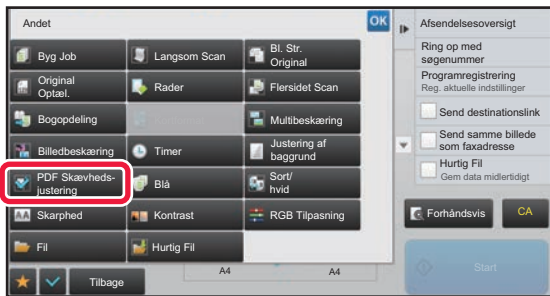 Andet
OK
Byg Job
Langsom Scan
Bl. Str.
Original
Original
Optæl.
Rader
Flersidet Scan
Bogopdeling
Multibeskæring
Billedbeskæring
Timer
Justering af
baggrund
PDF Skævheds-
justering
Blå
Sort/
hvid
Skarphed
Kontrast
RGB Tilpasning
Fil
Hurtig Fil
Tilbage
A4
A4
Afsendelsesoversigt
Ring op med
søgenummer
Programregistrering
Reg. aktuelle indstillinger
Send destinationslink
Send samme billede
som faxadresse
Hurtig Fil
Gem data midlertidigt
Forhåndsvis
CA
Start